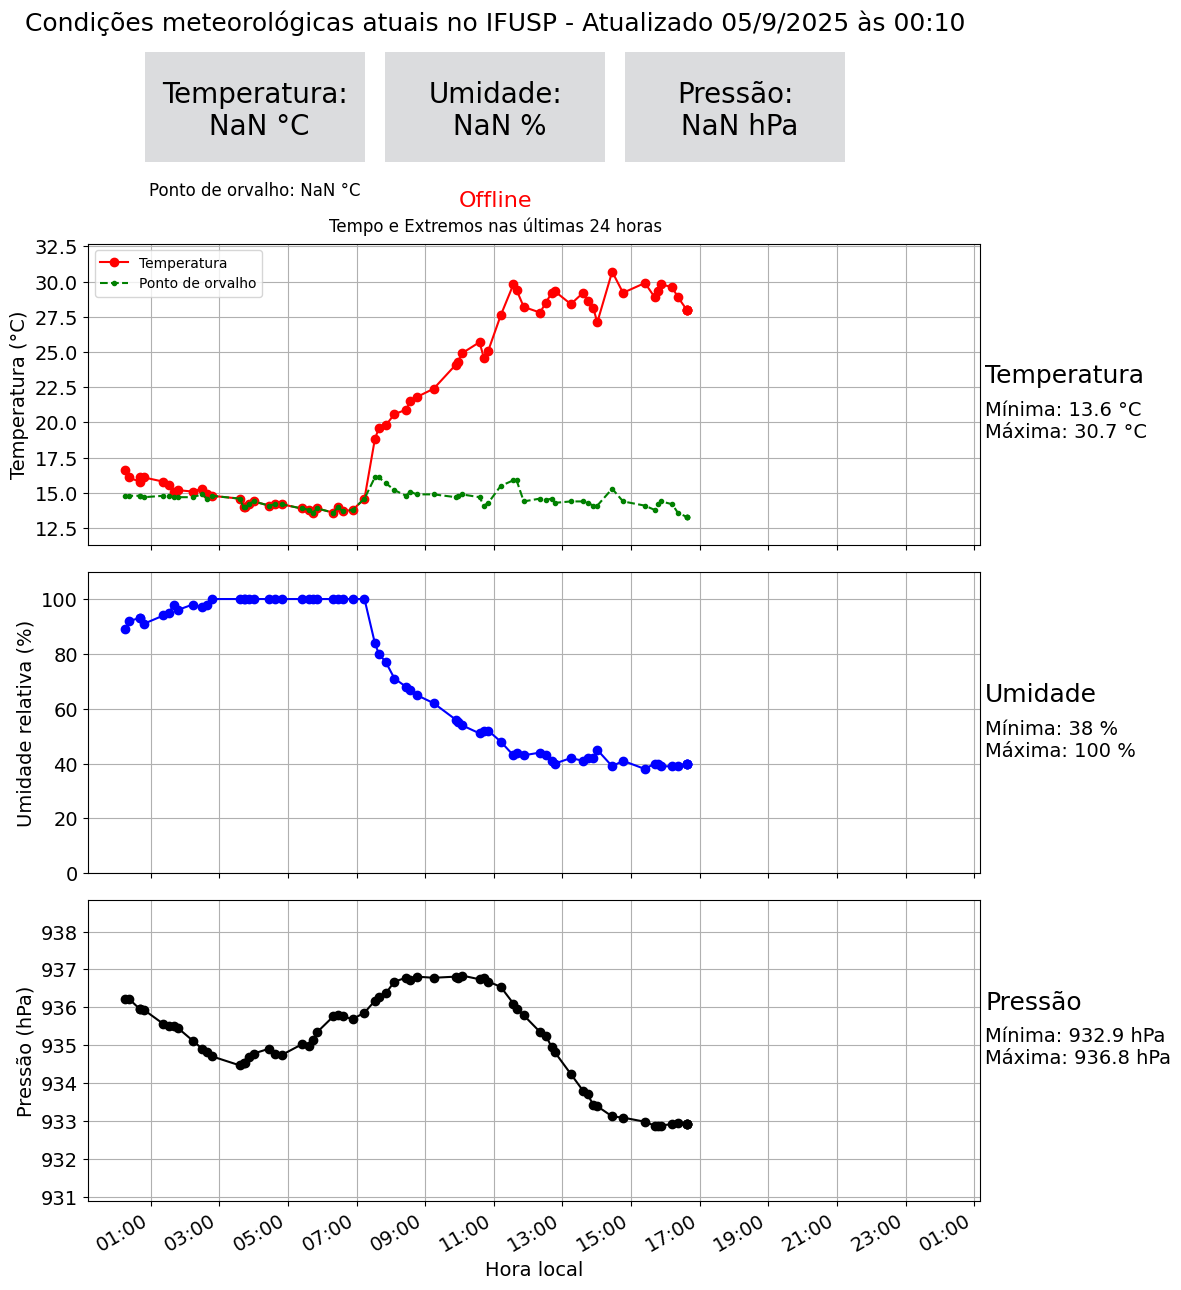 Condições meteorológicas atuais no IFUSP - Atualizado 05/9/2025 às 00:10
Temperatura:
NaN °C
Umidade:
NaN %
Pressão:
NaN hPa
Ponto de orvalho: NaN °C
Offline
Tempo e Extremos nas últimas 24 horas
Temperatura (°C)
32.5
30.0
27.5
25.0
22.5
20.0
17.5
15.0
12.5
Temperatura
Ponto de orvalho
Temperatura
Mínima: 13.6 °C
Máxima: 30.7 °C
Umidade relativa (%)
100
80
60
40
20
0
Umidade
Mínima: 38 %
Máxima: 100 %
Pressão (hPa)
938
937
936
935
934
933
932
931
Pressão
Mínima: 932.9 hPa
Máxima: 936.8 hPa
01:00
03:00
05:00
07:00
09:00
11:00
13:00
15:00
17:00
19:00
21:00
23:00
01:00
Hora local